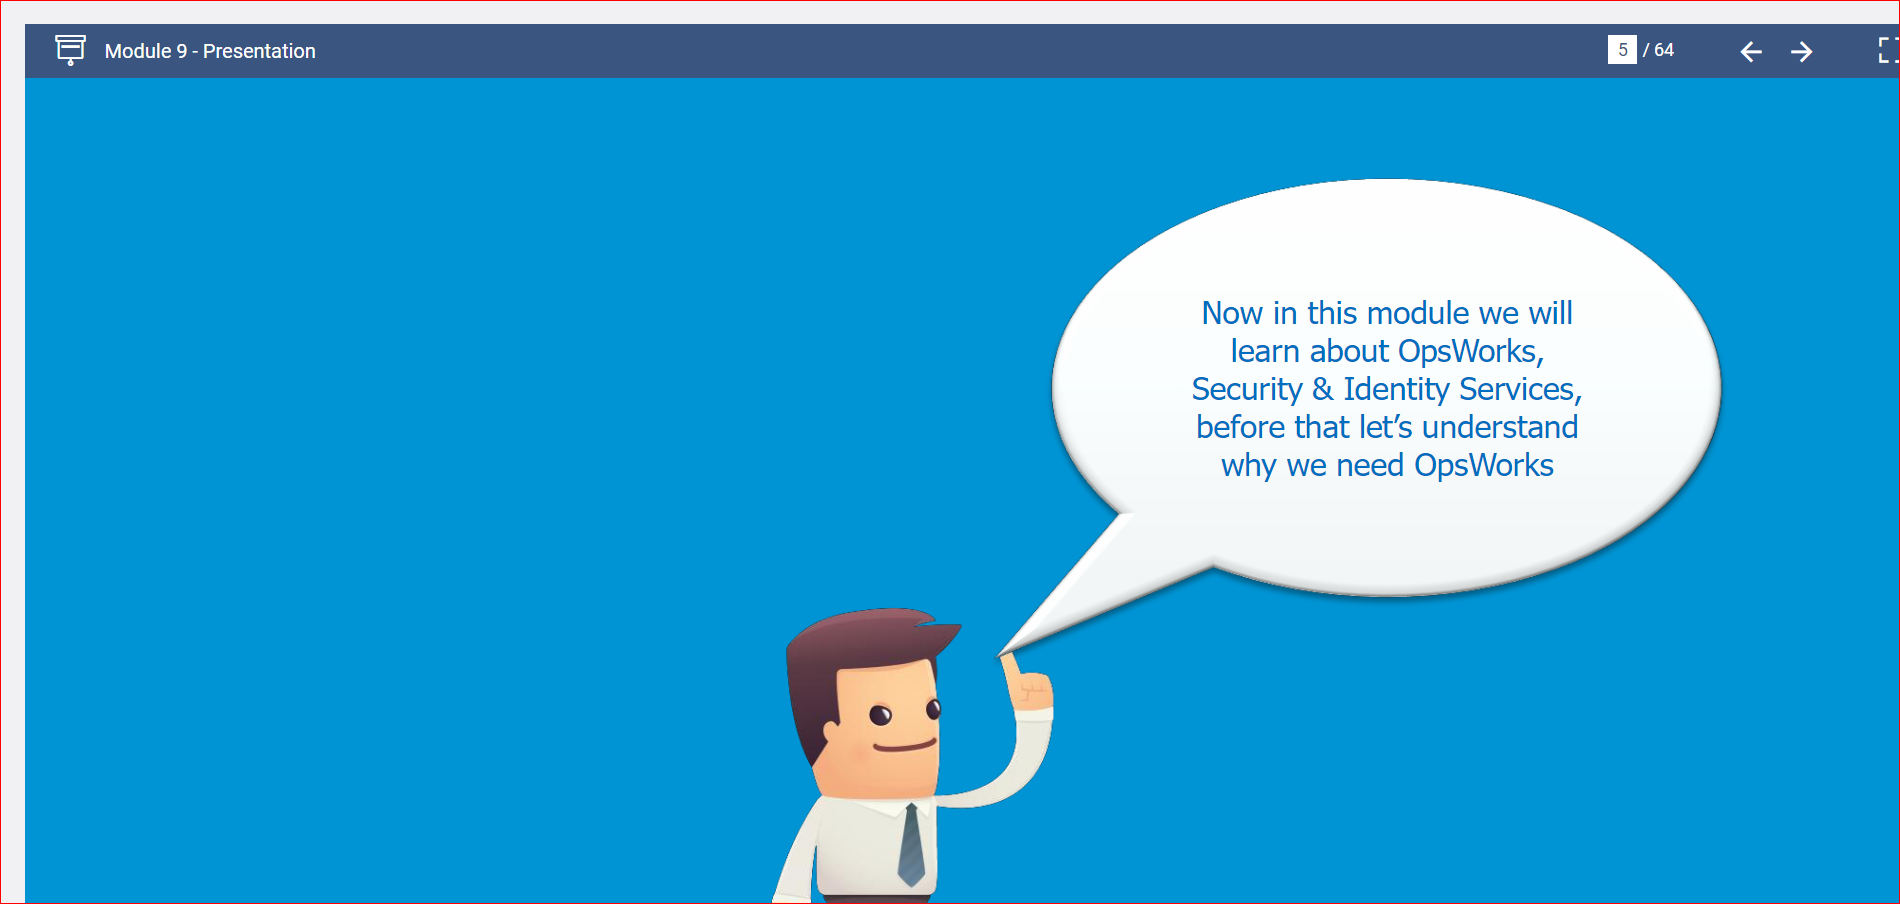 Module 9 - Presentation
5 / 64
Now in this module we will
learn about OpsWorks,
Security & Identity Services,
before that let’s understand
why we need OpsWorks